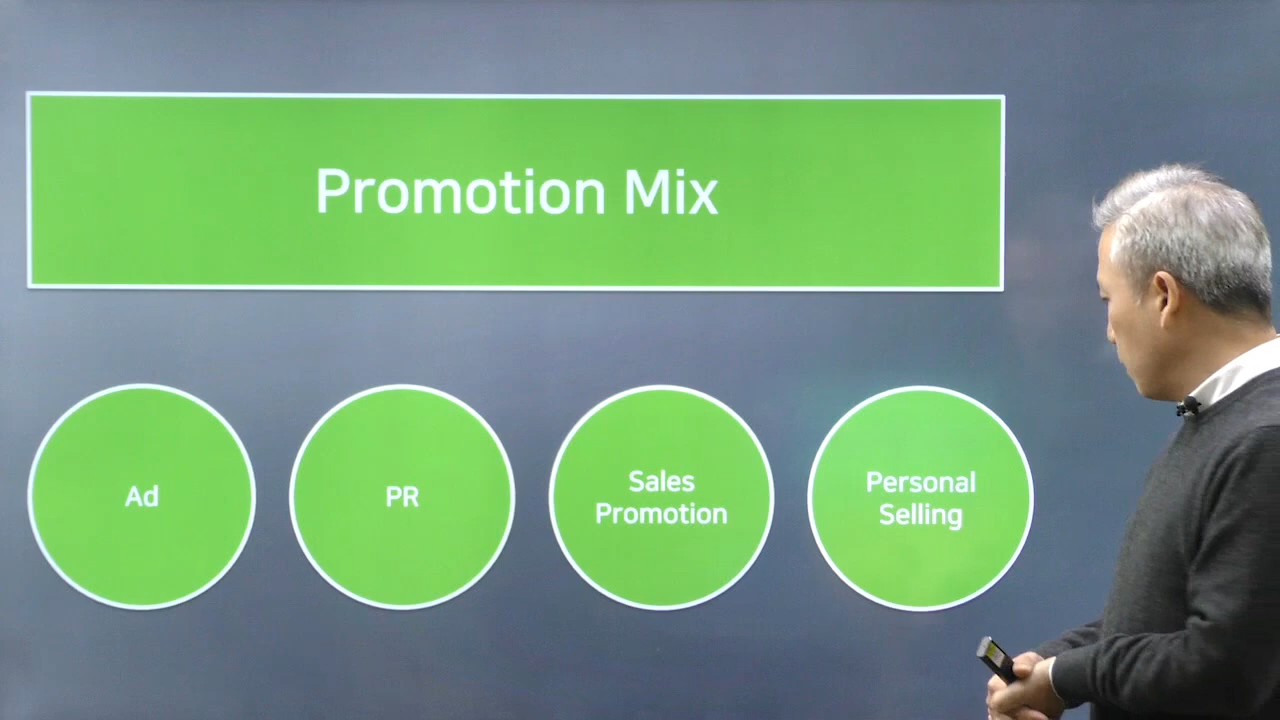 Promotion Mix
Ad
PR
Sales
Promotion
Personal
Selling